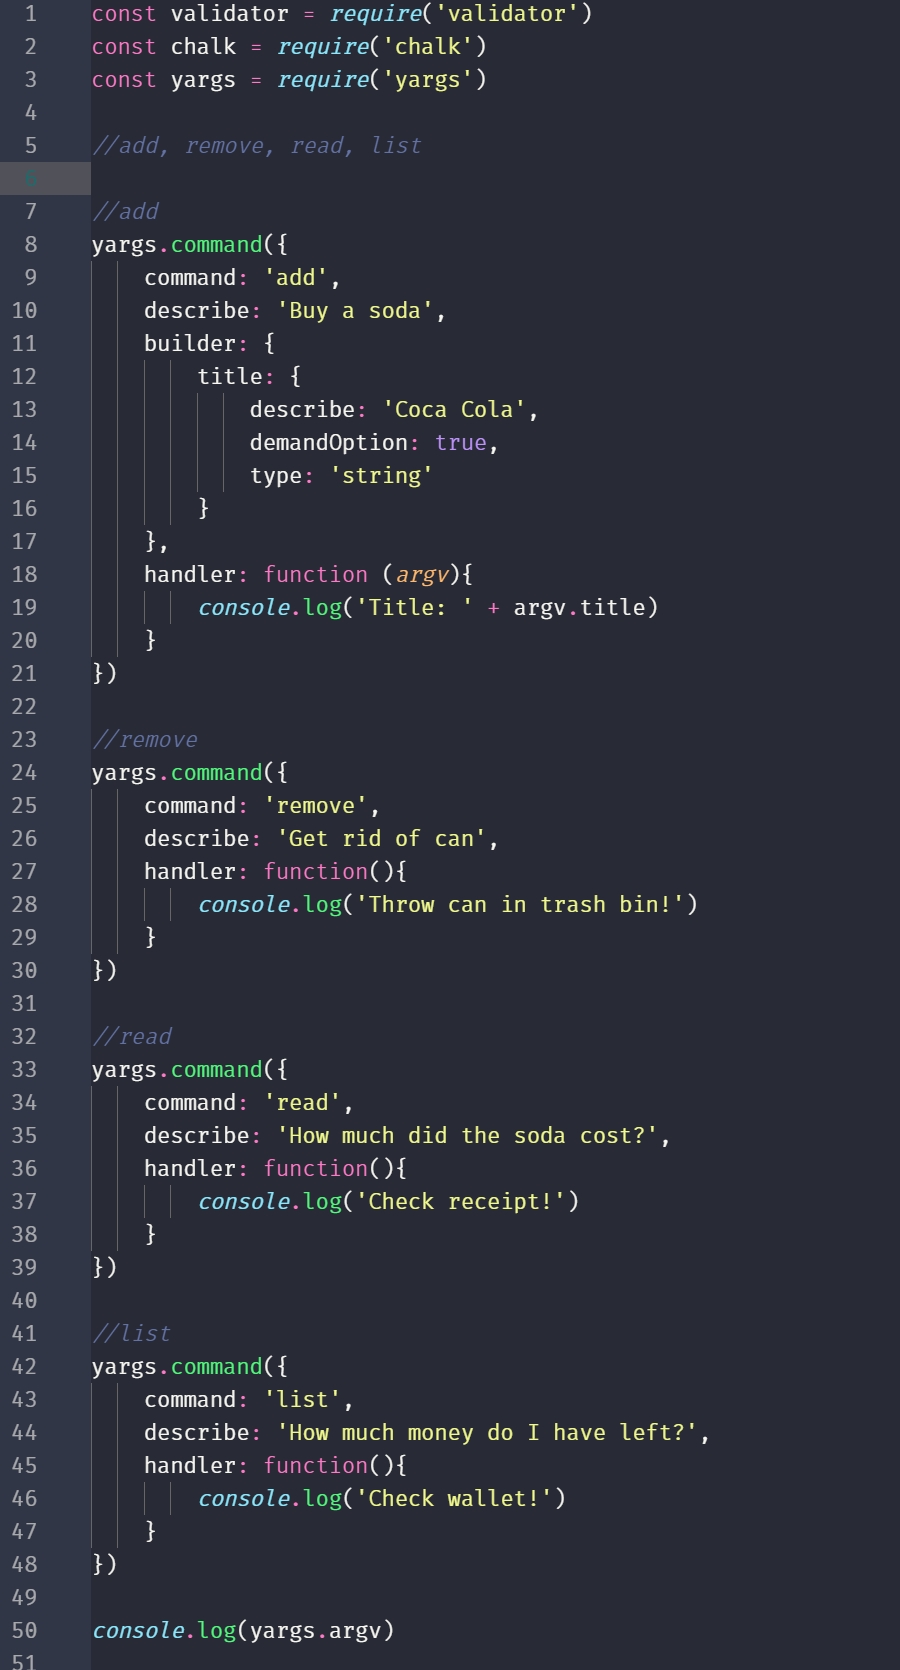 1 const validator = require('validator')
2 const chalk = require('chalk')
3 const yargs = require('yargs')
4
5 //add, remove, read, list
6
7 //add
8 yargs.command({
9     command: 'add',
10     describe: 'Buy a soda',
11     builder: {
12         title: {
13             describe: 'Coca Cola',
14             demandOption: true,
15             type: 'string'
16         }
17     },
18     handler: function (argv){
19         console.log('Title: ' + argv.title)
20     }
21 })
22
23 //remove
24 yargs.command({
25     command: 'remove',
26     describe: 'Get rid of can',
27     handler: function(){
28         console.log('Throw can in trash bin!')
29     }
30 })
31
32 //read
33 yargs.command({
34     command: 'read',
35     describe: 'How much did the soda cost?',
36     handler: function(){
37         console.log('Check receipt!')
38     }
39 })
40
41 //list
42 yargs.command({
43     command: 'list',
44     describe: 'How much money do I have left?',
45     handler: function(){
46         console.log('Check wallet!')
47     }
48 })
49
50 console.log(yargs.argv)
51